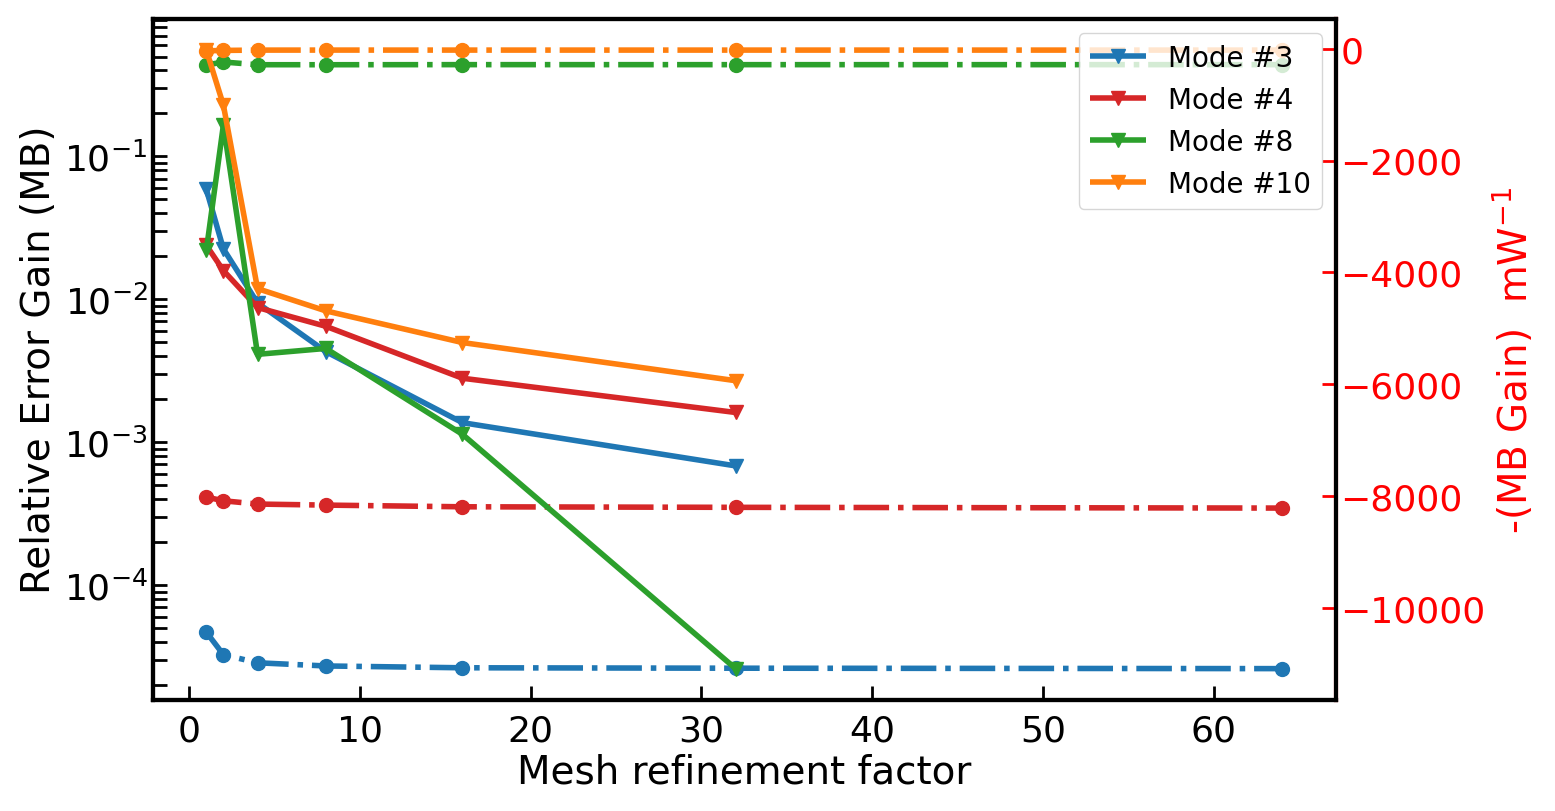 Relative Error Gain (MB)
10⁻¹
10⁻²
10⁻³
10⁻⁴
Mode #3
Mode #4
Mode #8
Mode #10
0
−2000
−4000
−6000
−8000
−10000
-(MB Gain) mW⁻¹
0 10 20 30 40 50 60
Mesh refinement factor